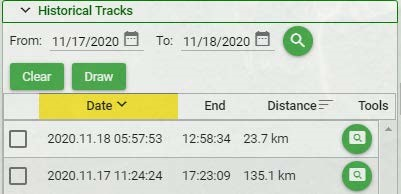 Historical Tracks
From: 11/17/2020 To: 11/18/2020
Clear Draw
Date End Distance Tools
2020.11.18 05:57:53 12:58:34 23.7 km
2020.11.17 11:24:24 17:23:09 135.1 km